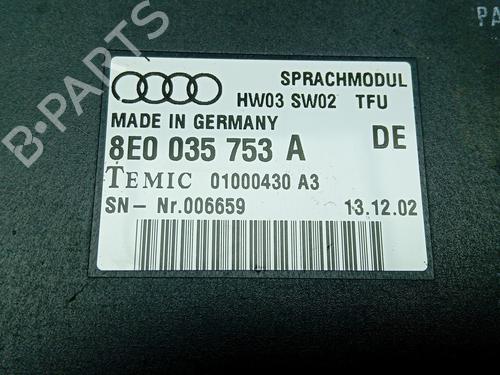 PA
SPRACHMODUL
HW03 SW02 TFU
MADE IN GERMANY
DE
8E0 035 753 A
TEMIC 01000430 A3
SN– Nr.006659 13.12.02
B-PARTS